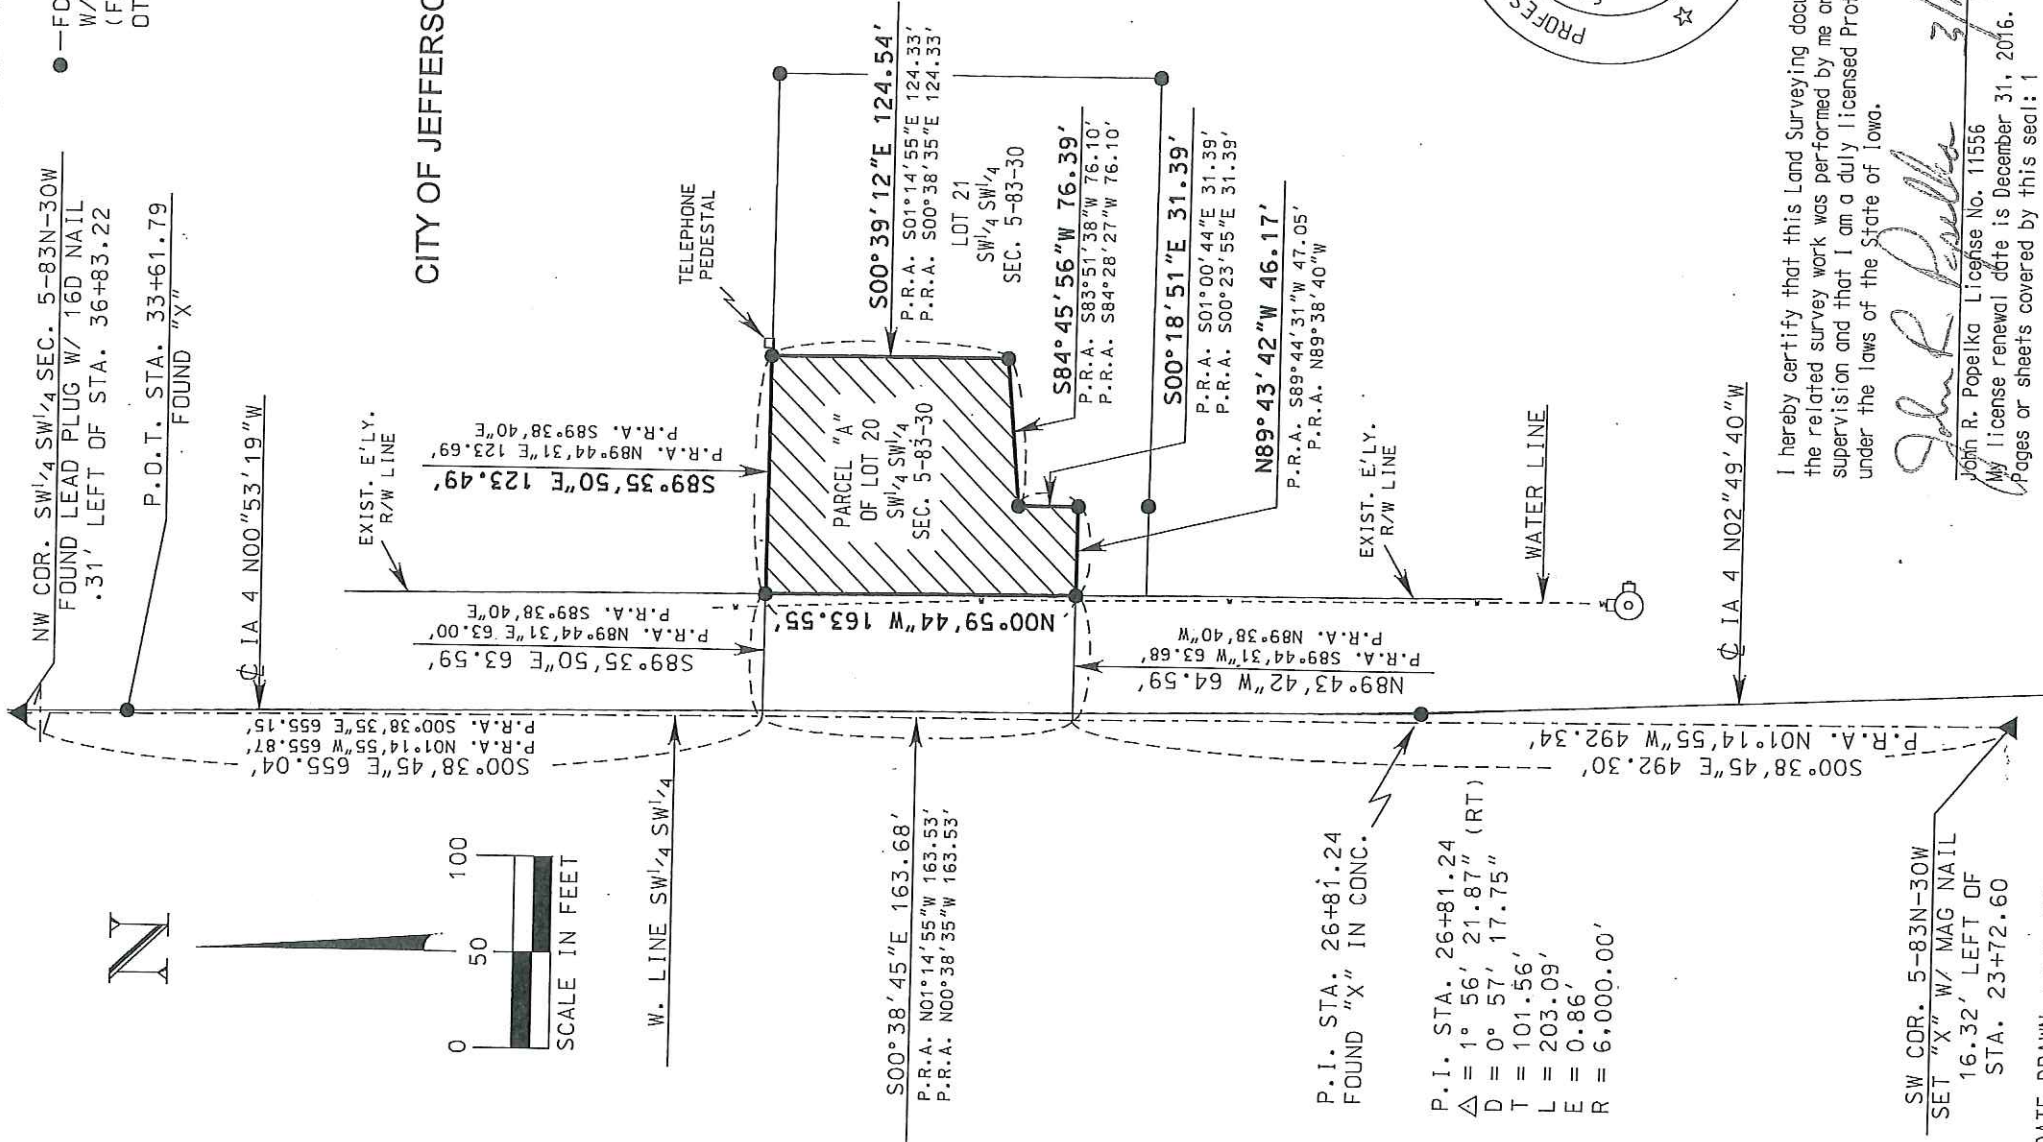 NW COR. SW1/4 SW1/4 SEC. 5-83N-30W
FOUND LEAD PLUG W/ 16D NAIL
.31' LEFT OF STA. 36+83.22
P.O.T. STA. 33+61.79
FOUND "X"
W/
CITY OF JEFFERSO
N
0 50 100
SCALE IN FEET
℄ IA 4 N00"53'19"W
P.R.A. S00°38'35"E 655.15'
P.R.A. N01°14'55"W 655.87'
S00°38'45"E 655.04'
EXIST. E'LY.
R/W LINE
S89°35'50"E 123.49'
P.R.A. N89°44'31"E 123.69'
P.R.A. S89°38'40"E
S89°35'50"E 63.59'
P.R.A. N89°44'31"E 63.00'
P.R.A. S89°38'40"E
TELEPHONE
PEDESTAL
S00°39'12"E 124.54'
P.R.A. S01°14'55"E 124.33'
P.R.A. S00°38'35"E 124.33'
LOT 21
SW1/4 SW1/4
SEC. 5-83-30
PARCEL "A"
OF LOT 20
SW1/4 SW1/4
SEC. 5-83-30
S84°45'56"W 76.39'
P.R.A. S83°51'38"W 76.10'
P.R.A. S84°28'27"W 76.10'
S00°18'51"E 31.39'
P.R.A. S01°00'44"E 31.39'
P.R.A. S00°23'55"E 31.39'
N89°43'42"W 46.17'
P.R.A. S89°44'31"W 47.05'
P.R.A. N89°38'40"W
N00°59'44"W 163.55'
N89°43'42"W 64.59'
P.R.A. S89°44'31"W 63.68'
P.R.A. N89°38'40"W
W. LINE SW1/4 SW1/4
S00°38'45"E 163.68'
P.R.A. N01°14'55"W 163.53'
P.R.A. N00°38'35"W 163.53'
EXIST. E'LY.
R/W LINE
WATER LINE
℄ IA 4 N02"49'40"W
P.R.A. N01°14'55"W 492.34'
S00°38'45"E 492.30'
P.I. STA. 26+81.24
FOUND "X" IN CONC.
P.I. STA. 26+81.24
△ = 1° 56' 21.87" (RT)
D = 0° 57' 17.75"
T = 101.56'
L = 203.09'
E = 0.86'
R = 6,000.00'
SW COR. 5-83N-30W
SET "X" W/ MAG NAIL
16.32' LEFT OF
STA. 23+72.60
PROFES
I hereby certify that this Land Surveying docu
the related survey work was performed by me or
supervision and that I am a duly licensed Prof
under the laws of the State of Iowa.
John R Popelka
John R. Popelka License No. 11556
My license renewal date is December 31, 2016.
Pages or sheets covered by this seal: 1